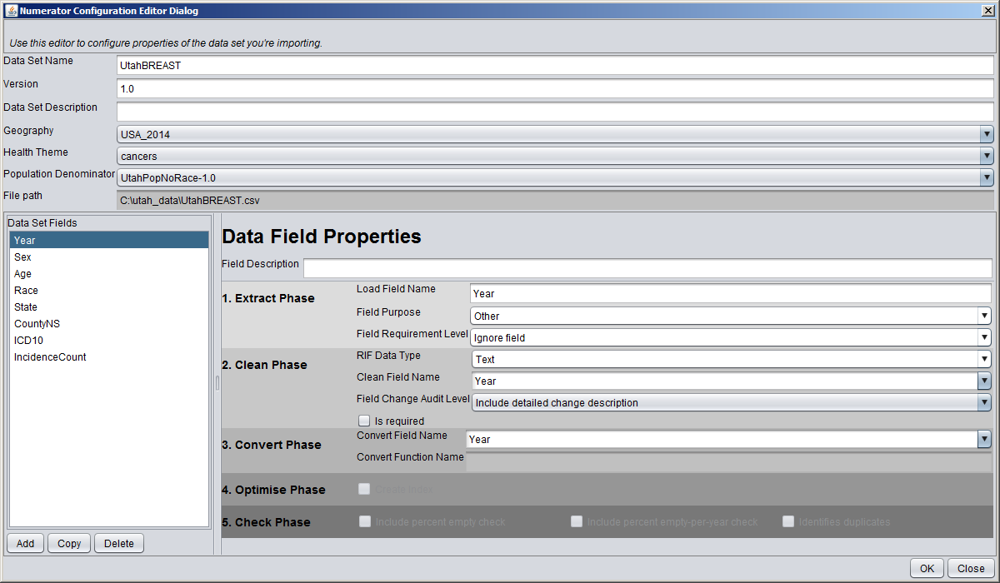 Numerator Configuration Editor Dialog
Use this editor to configure properties of the data set you're importing.
Data Set Name UtahBREAST
Version 1.0
Data Set Description
Geography USA_2014
Health Theme cancers
Population Denominator UtahPopNoRace-1.0
File path C:\utah_data\UtahBREAST.csv
Data Set Fields
Year
Sex
Age
Race
State
CountyNS
ICD10
IncidenceCount
Add Copy Delete
Data Field Properties
Field Description
1. Extract Phase
Load Field Name Year
Field Purpose Other
Field Requirement Level Ignore field
2. Clean Phase
RIF Data Type Text
Clean Field Name Year
Field Change Audit Level Include detailed change description
Is required
3. Convert Phase
Convert Field Name Year
Convert Function Name
4. Optimise Phase
Create index
5. Check Phase
Include percent empty check Include percent empty-per-year check Identifies duplicates
OK Close